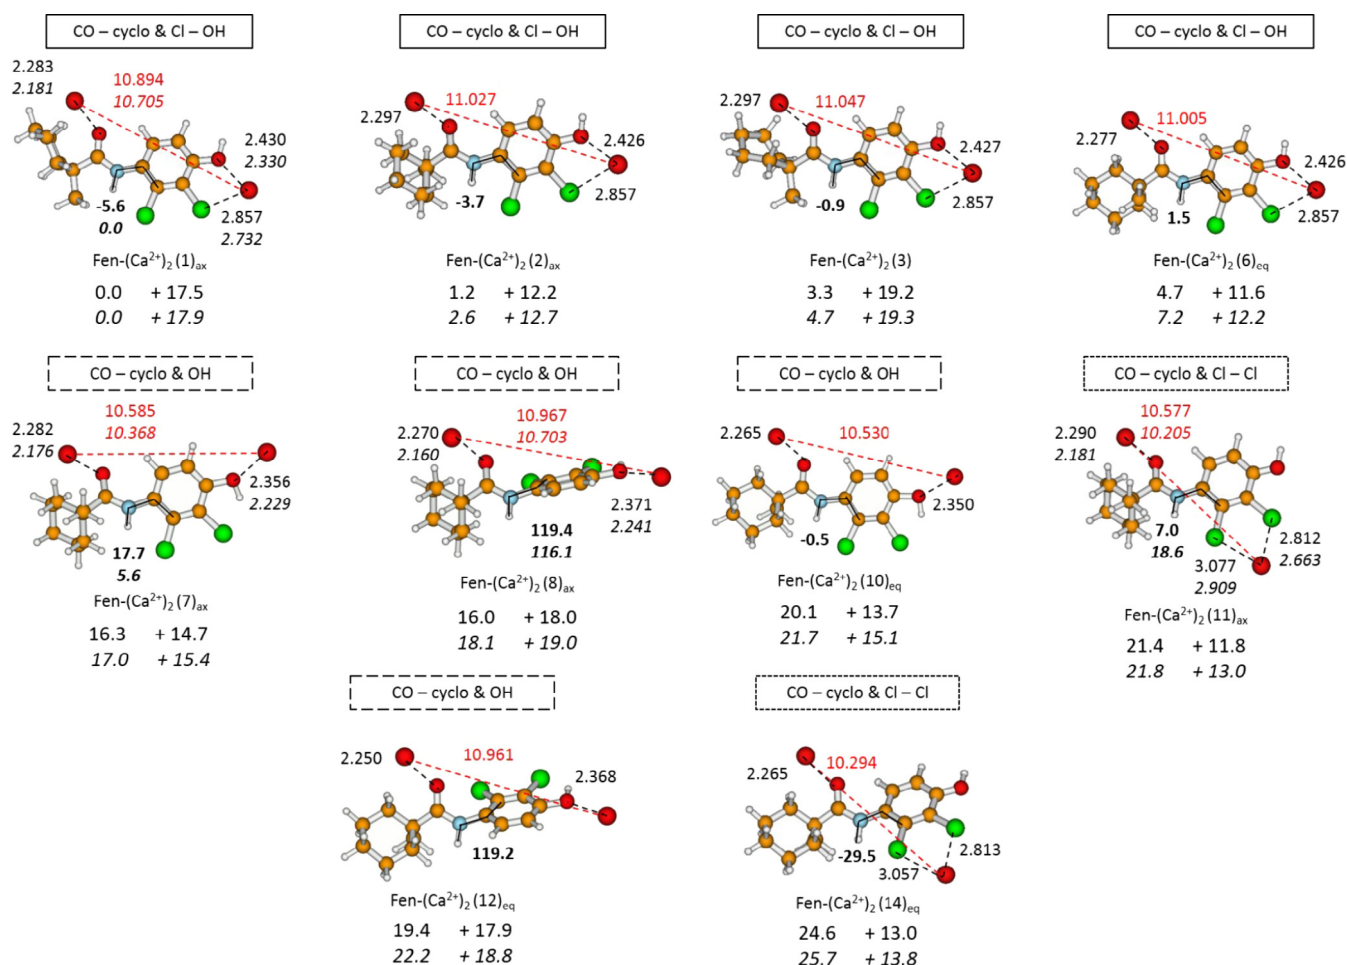 CO – cyclo & Cl – OH
2.283
2.181
10.894
10.705
2.430
2.330
-5.6
0.0
2.857
2.732
Fen-(Ca²⁺)₂ (1)ax
0.0 + 17.5
0.0 + 17.9
CO – cyclo & Cl – OH
2.297
11.027
2.426
-3.7
2.857
Fen-(Ca²⁺)₂ (2)ax
1.2 + 12.2
2.6 + 12.7
CO – cyclo & Cl – OH
2.297
11.047
2.427
-0.9
2.857
Fen-(Ca²⁺)₂ (3)
3.3 + 19.2
4.7 + 19.3
CO – cyclo & Cl – OH
2.277
11.005
2.426
1.5
2.857
Fen-(Ca²⁺)₂ (6)eq
4.7 + 11.6
7.2 + 12.2
CO – cyclo & OH
10.585
10.368
2.282
2.176
2.356
2.229
17.7
5.6
Fen-(Ca²⁺)₂ (7)ax
16.3 + 14.7
17.0 + 15.4
CO – cyclo & OH
2.270
2.160
10.967
10.703
2.371
2.241
119.4
116.1
Fen-(Ca²⁺)₂ (8)ax
16.0 + 18.0
18.1 + 19.0
CO – cyclo & OH
2.265
10.530
2.350
-0.5
Fen-(Ca²⁺)₂ (10)eq
20.1 + 13.7
21.7 + 15.1
CO – cyclo & Cl – Cl
2.290
2.181
10.577
10.205
7.0
18.6
2.812
2.663
3.077
2.909
Fen-(Ca²⁺)₂ (11)ax
21.4 + 11.8
21.8 + 13.0
CO – cyclo & OH
2.250
10.961
2.368
119.2
Fen-(Ca²⁺)₂ (12)eq
19.4 + 17.9
22.2 + 18.8
CO – cyclo & Cl – Cl
2.265
10.294
-29.5
2.813
3.057
Fen-(Ca²⁺)₂ (14)eq
24.6 + 13.0
25.7 + 13.8